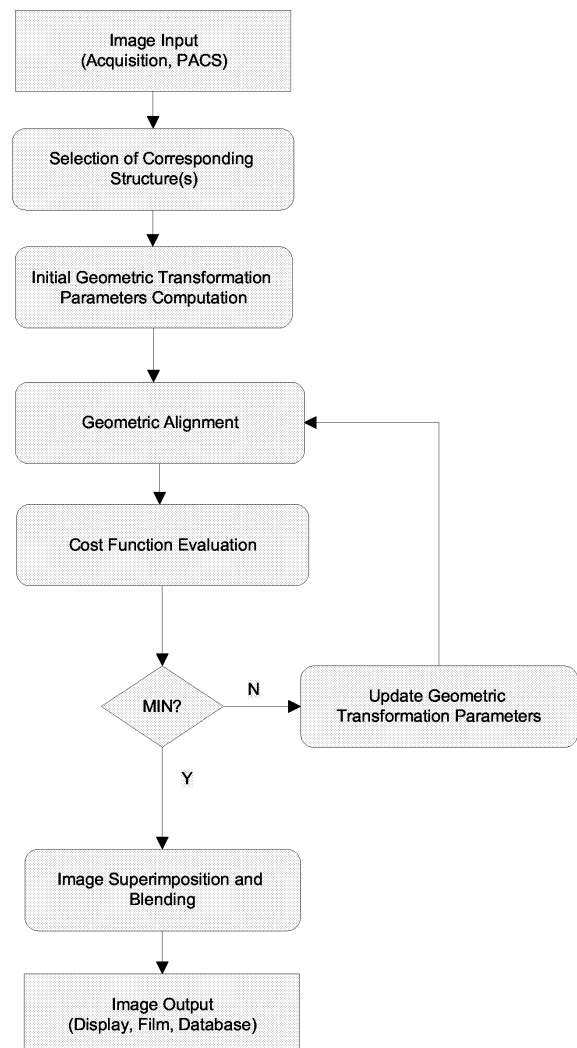 Image Input
(Acquisition, PACS)
Selection of Corresponding
Structure(s)
Initial Geometric Transformation
Parameters Computation
Geometric Alignment
Cost Function Evaluation
MIN?
N
Update Geometric
Transformation Parameters
Y
Image Superimposition and
Blending
Image Output
(Display, Film, Database)